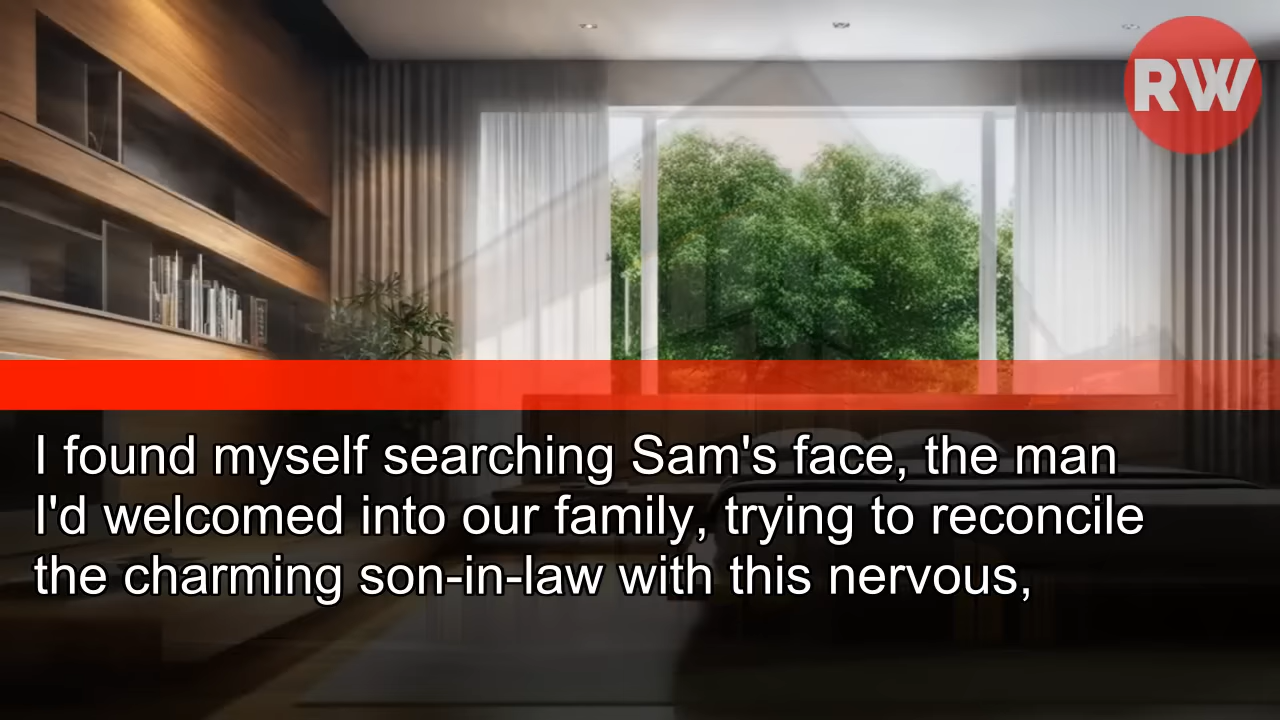 RW
I found myself searching Sam's face, the man
I'd welcomed into our family, trying to reconcile
the charming son-in-law with this nervous,